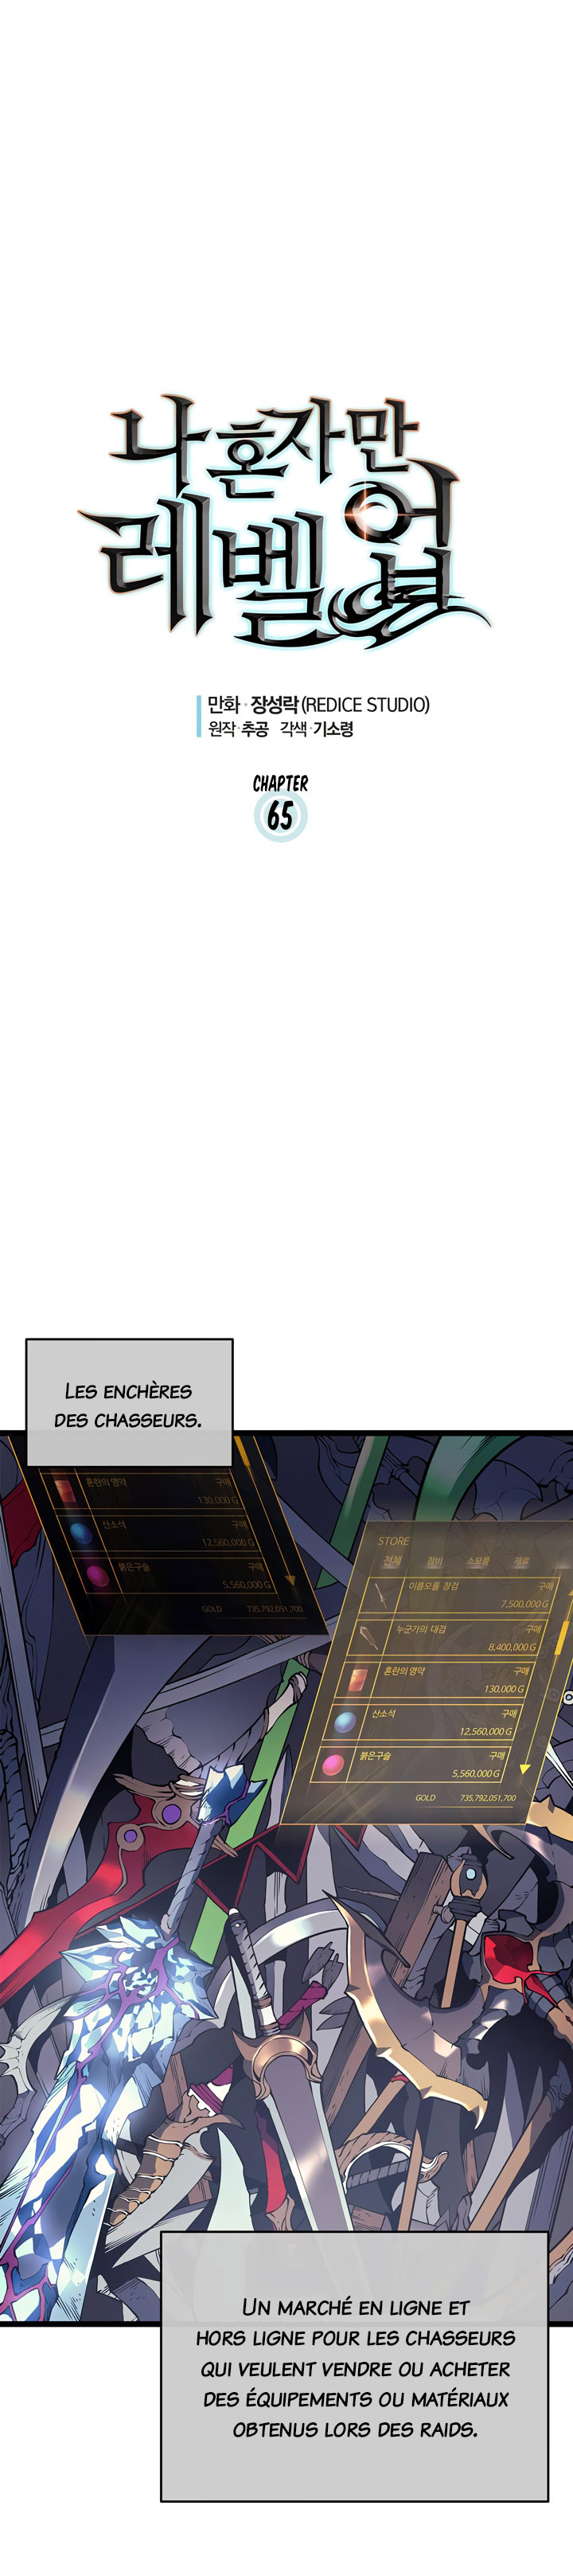 나 혼자만
레벨업
만화·장성락(REDICE STUDIO)
원작·추공 각색·기소령
CHAPTER
65
LES ENCHÈRES
DES CHASSEURS.
혼란의 영약 구매
130,000 G
산소석 구매
12,560,000 G
붉은구슬 구매
5,560,000 G
GOLD 735,792,051,700
STORE
전체 장비 소모품 재료
이름모를 장검 구매
7,500,000 G
누군가의 대검 구매
8,400,000 G
혼란의 영약 구매
130,000 G
산소석 구매
12,560,000 G
붉은구슬 구매
5,560,000 G
GOLD 735,792,051,700
UN MARCHÉ EN LIGNE ET
HORS LIGNE POUR LES CHASSEURS
QUI VEULENT VENDRE OU ACHETER
DES ÉQUIPEMENTS OU MATÉRIAUX
OBTENUS LORS DES RAIDS.